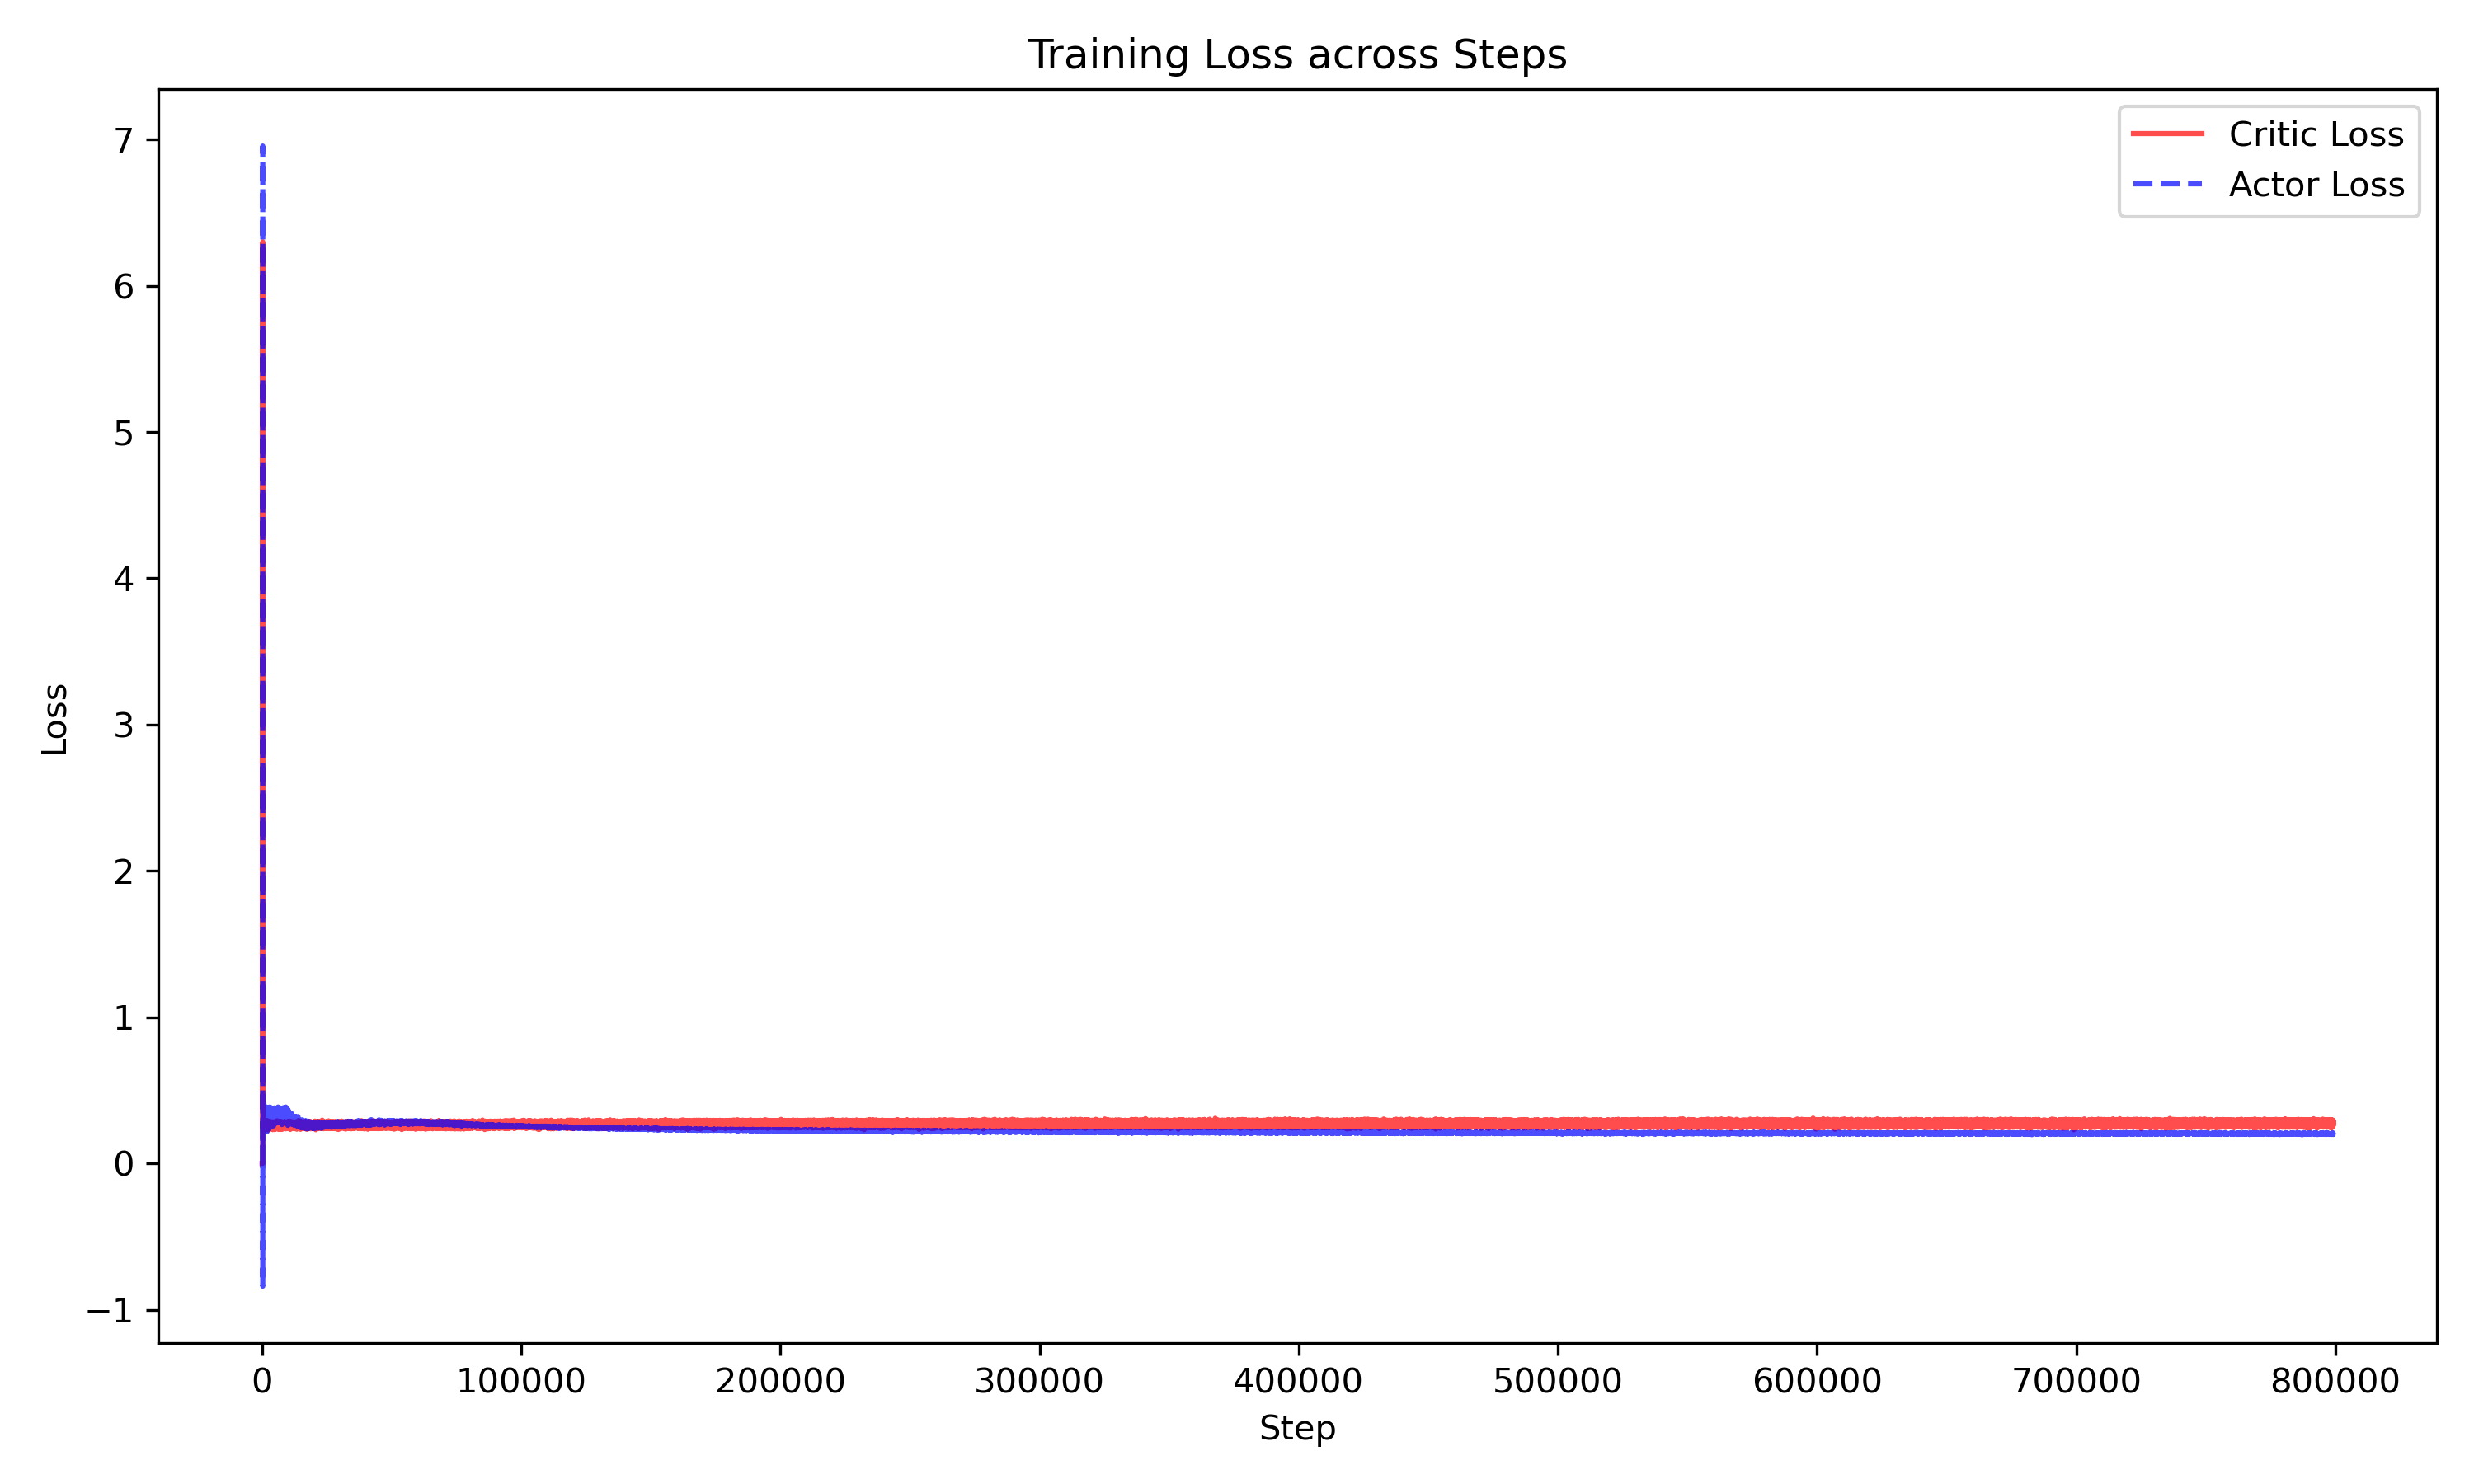 Training Loss across Steps
Critic Loss
Actor Loss
7
6
5
4
3
2
1
0
−1
Loss
0 100000 200000 300000 400000 500000 600000 700000 800000
Step